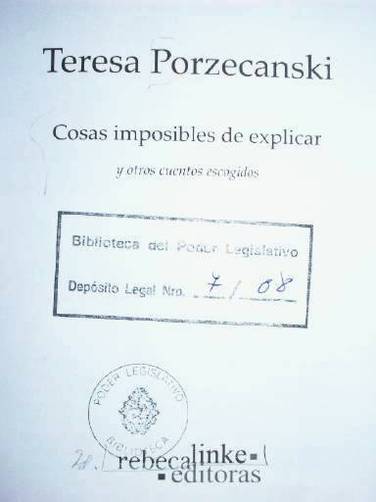 Teresa Porzecanski
Cosas imposibles de explicar
y otros cuentos escogidos
Biblioteca del Poder Legislativo
Depósito Legal Nro. 7 / 08
PODER LEGISLATIVO
BIBLIOTECA
rebecalinke
editoras